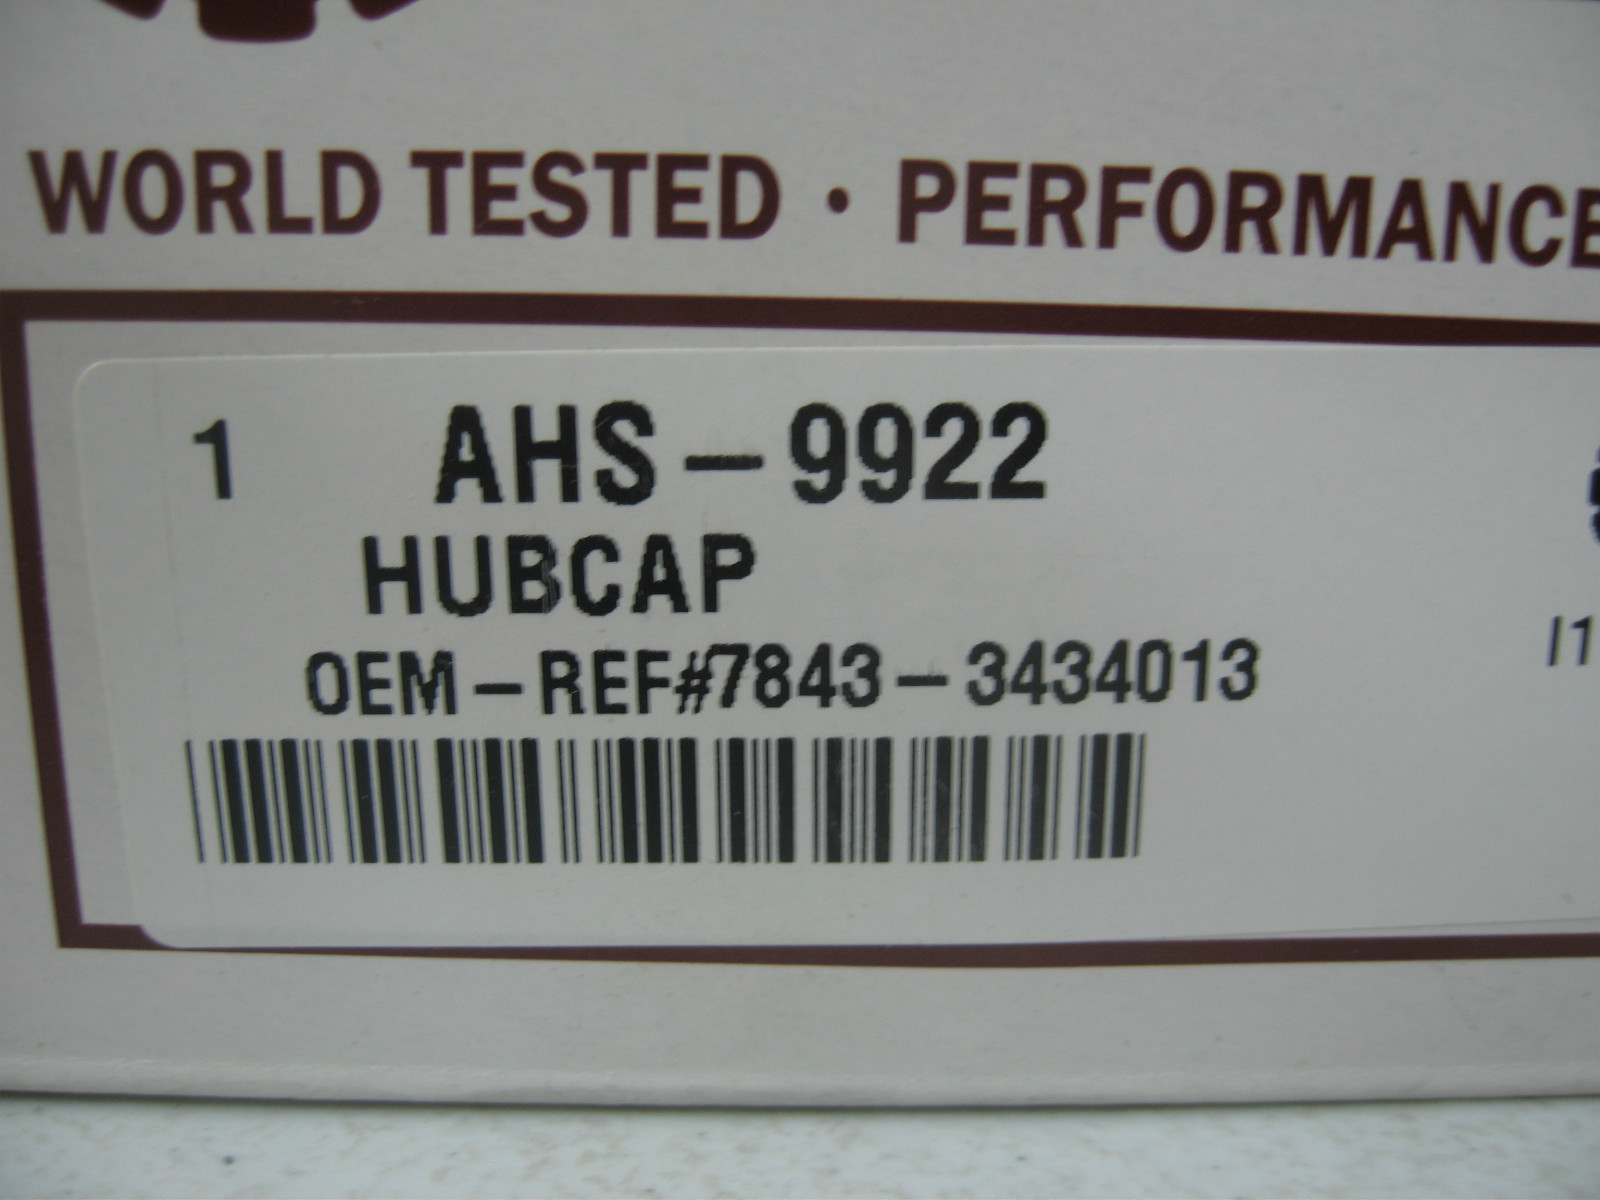 WORLD TESTED · PERFORMANCE
1 AHS-9922
HUBCAP
OEM-REF#7843-3434013